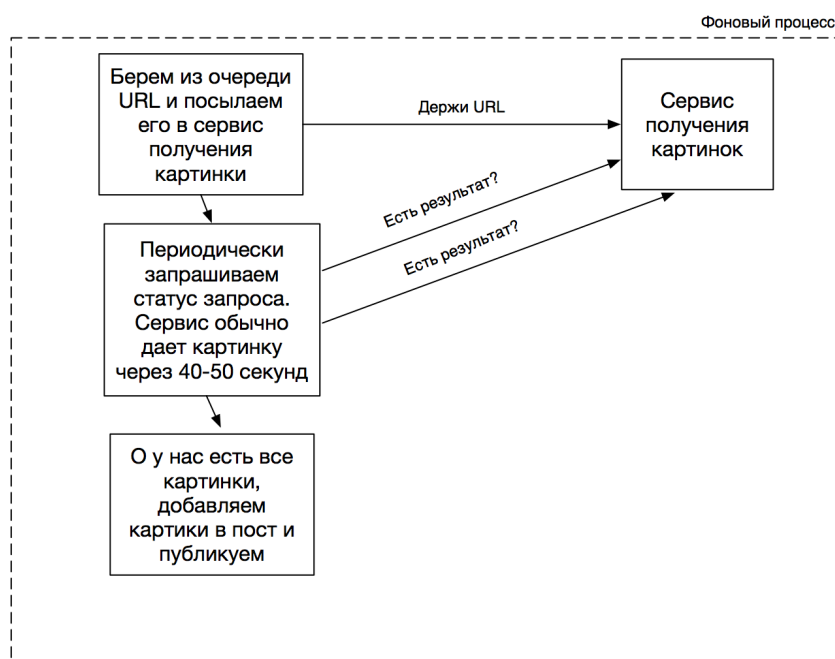 Фоновый процесс
Берем из очереди
URL и посылаем
его в сервис
получения
картинки
Держи URL
Сервис
получения
картинок
Есть результат?
Есть результат?
Периодически
запрашиваем
статус запроса.
Сервис обычно
дает картинку
через 40-50 секунд
О у нас есть все
картинки,
добавляем
картики в пост и
публикуем